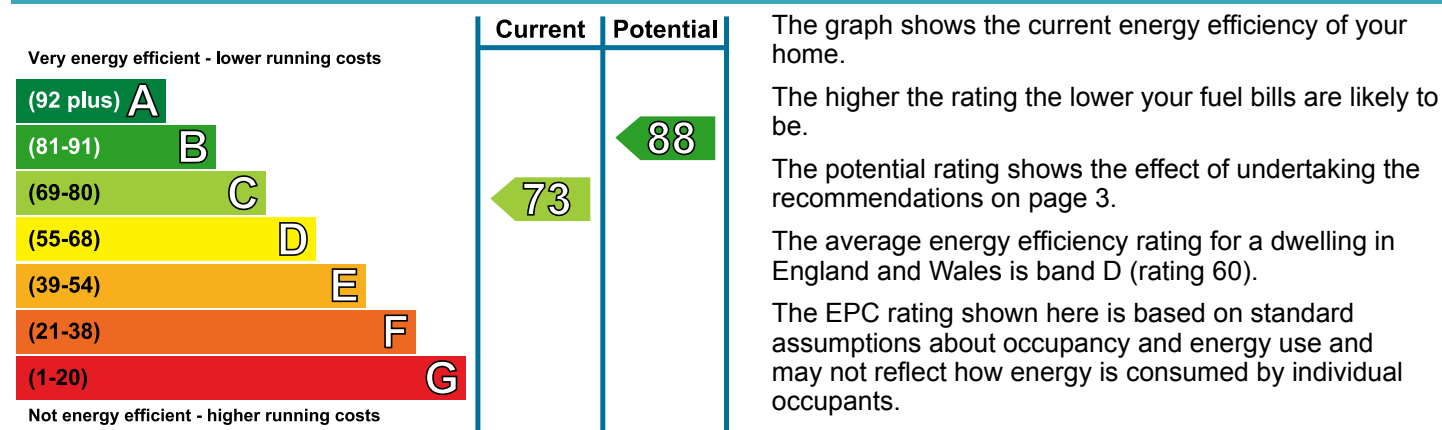 Current Potential
Very energy efficient - lower running costs
(92 plus) A
(81-91) B
88
(69-80) C
73
(55-68) D
(39-54) E
(21-38) F
(1-20) G
Not energy efficient - higher running costs
The graph shows the current energy efficiency of your
home.
The higher the rating the lower your fuel bills are likely to
be.
The potential rating shows the effect of undertaking the
recommendations on page 3.
The average energy efficiency rating for a dwelling in
England and Wales is band D (rating 60).
The EPC rating shown here is based on standard
assumptions about occupancy and energy use and
may not reflect how energy is consumed by individual
occupants.